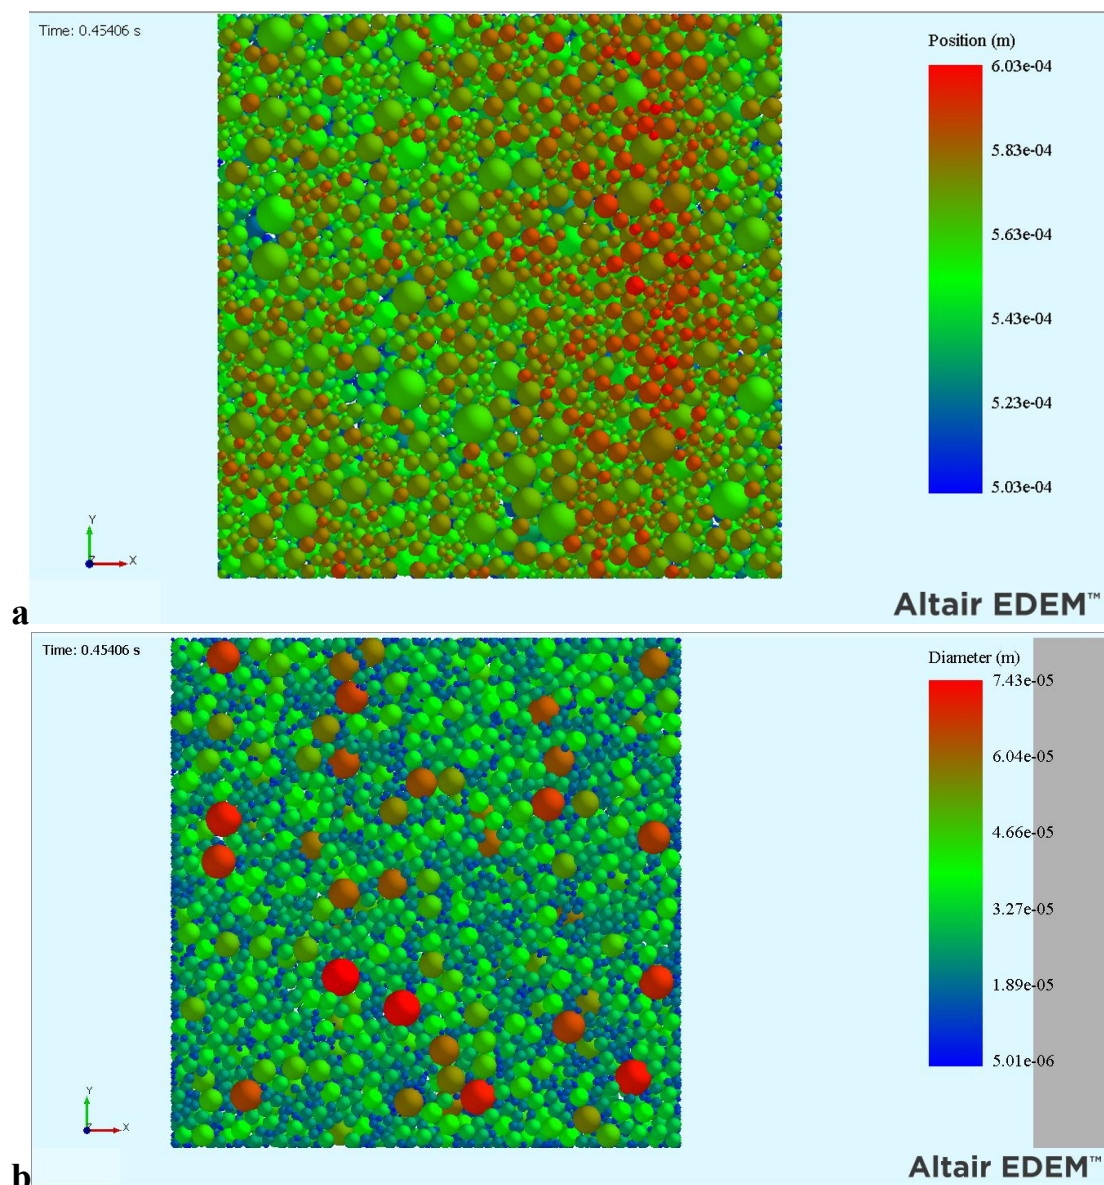 Time: 0.45406 s
Position (m)
6.03e-04
5.83e-04
5.63e-04
5.43e-04
5.23e-04
5.03e-04
Y
Z
X
Altair EDEM™
a
Time: 0.45406 s
Diameter (m)
7.43e-05
6.04e-05
4.66e-05
3.27e-05
1.89e-05
5.01e-06
Y
Z
X
Altair EDEM™
b